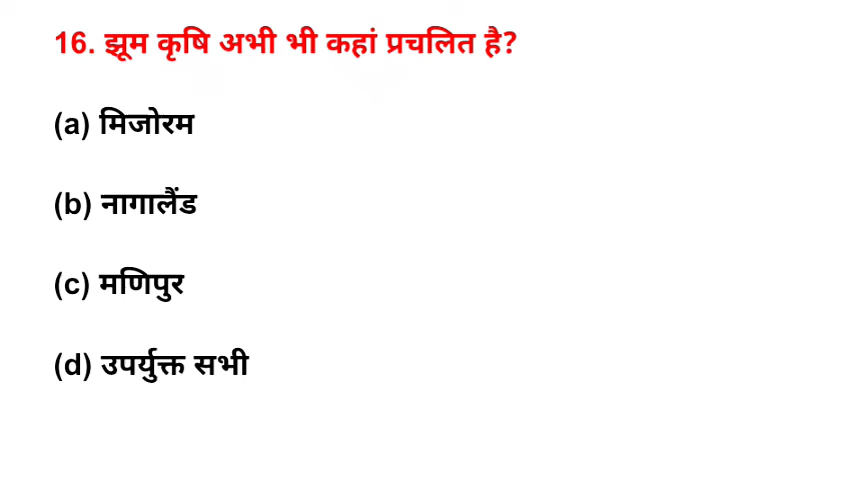 16. झूम कृषि अभी भी कहां प्रचलित है?
(a) मिजोरम
(b) नागालैंड
(c) मणिपुर
(d) उपर्युक्त सभी